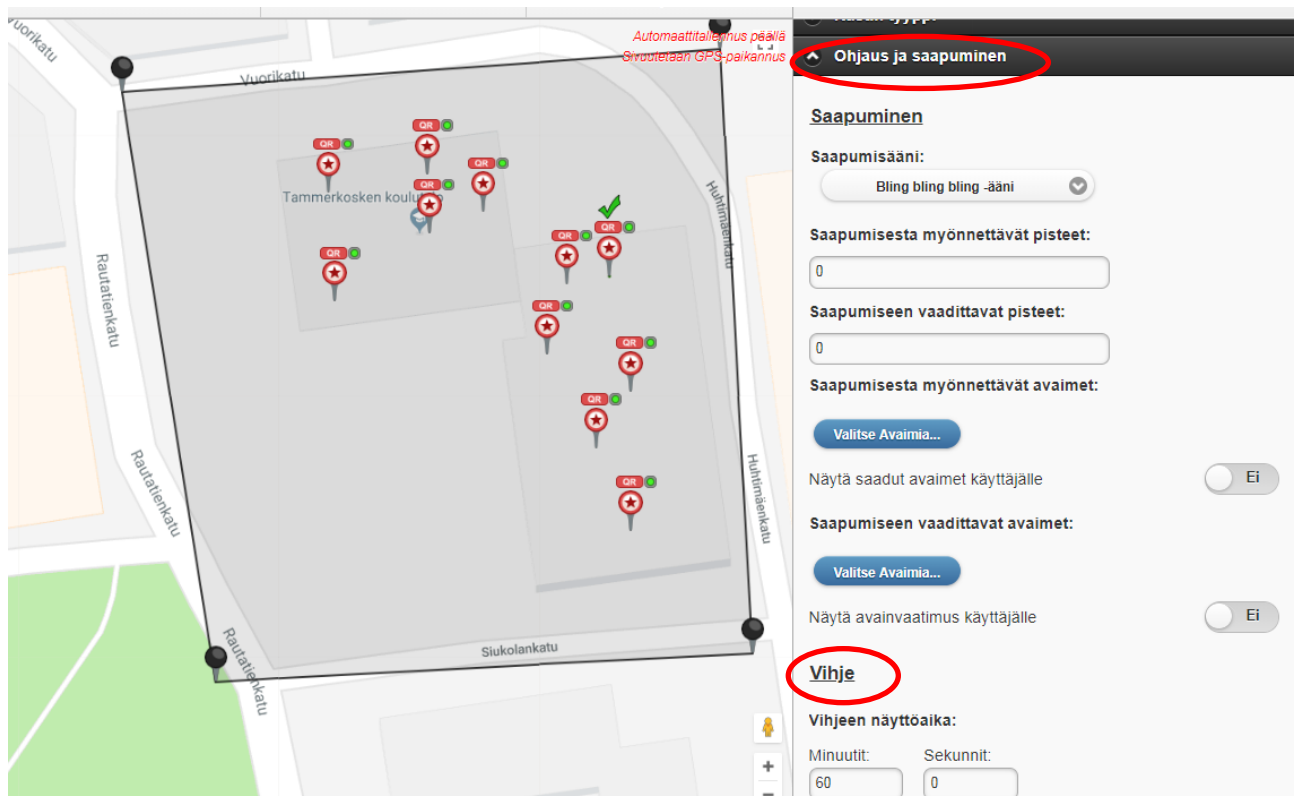 Vuorikatu
Vuorikatu
Automaattitallennus päällä
Sivuutetaan GPS-paikannus
QR
QR
QR
QR
Tammerkosken
QR
QR
QR
QR
QR
QR
QR
Huhtimäenkatu
Rautatienkatu
Rautatienkatu
Huhtimäenkatu
Rautatienkatu
Siukolankatu
Ohjaus ja saapuminen
Saapuminen
Saapumisääni:
Bling bling bling -ääni
Saapumisesta myönnettävät pisteet:
0
Saapumiseen vaadittavat pisteet:
0
Saapumisesta myönnettävät avaimet:
Valitse Avaimia...
Näytä saadut avaimet käyttäjälle
Ei
Saapumiseen vaadittavat avaimet:
Valitse Avaimia...
Näytä avainvaatimus käyttäjälle
Ei
Vihje
Vihjeen näyttöaika:
Minuutit: Sekunnit:
60 0